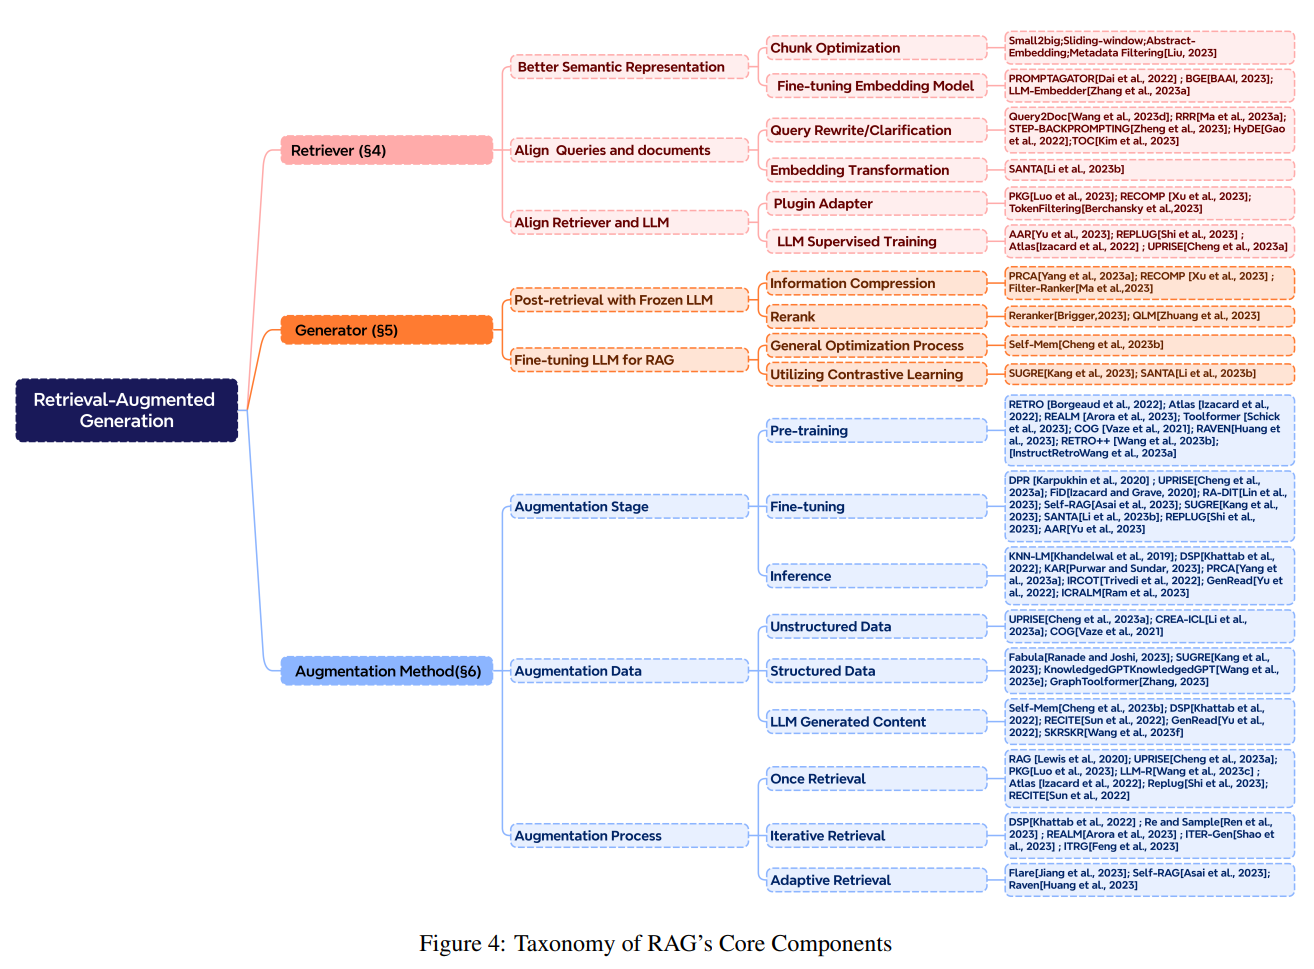 Retrieval-Augmented
Generation
Retriever (§4)
Better Semantic Representation
Chunk Optimization
Small2big;Sliding-window;Abstract-
Embedding;Metadata Filtering[Liu, 2023]
Fine-tuning Embedding Model
PROMPTAGATOR[Dai et al., 2022] ; BGE[BAAI, 2023];
LLM-Embedder[Zhang et al., 2023a]
Align Queries and documents
Query Rewrite/Clarification
Query2Doc[Wang et al., 2023d]; RRR[Ma et al., 2023a];
STEP-BACKPROMPTING[Zheng et al., 2023]; HyDE[Gao
et al., 2022];TOC[Kim et al., 2023]
Embedding Transformation
SANTA[Li et al., 2023b]
Align Retriever and LLM
Plugin Adapter
PKG[Luo et al., 2023]; RECOMP [Xu et al., 2023];
TokenFiltering[Berchansky et al.,2023]
LLM Supervised Training
AAR[Yu et al., 2023]; REPLUG[Shi et al., 2023] ;
Atlas[Izacard et al., 2022] ; UPRISE[Cheng et al., 2023a]
Generator (§5)
Post-retrieval with Frozen LLM
Information Compression
PRCA[Yang et al., 2023a]; RECOMP [Xu et al., 2023] ;
Filter-Ranker[Ma et al.,2023]
Rerank
Reranker[Brigger,2023]; QLM[Zhuang et al., 2023]
Fine-tuning LLM for RAG
General Optimization Process
Self-Mem[Cheng et al., 2023b]
Utilizing Contrastive Learning
SUGRE[Kang et al., 2023]; SANTA[Li et al., 2023b]
Augmentation Method(§6)
Augmentation Stage
Pre-training
RETRO [Borgeaud et al., 2022]; Atlas [Izacard et al.,
2022]; REALM [Arora et al., 2023]; Toolformer [Schick
et al., 2023]; COG [Vaze et al., 2021]; RAVEN[Huang et
al., 2023]; RETRO++ [Wang et al., 2023b];
[InstructRetroWang et al., 2023a]
Fine-tuning
DPR [Karpukhin et al., 2020] ; UPRISE[Cheng et al.,
2023a]; FiD[Izacard and Grave, 2020]; RA-DIT[Lin et al.,
2023]; Self-RAG[Asai et al., 2023]; SUGRE[Kang et al.,
2023]; SANTA[Li et al., 2023b]; REPLUG[Shi et al.,
2023]; AAR[Yu et al., 2023]
Inference
KNN-LM[Khandelwal et al., 2019]; DSP[Khattab et al.,
2022]; KAR[Purwar and Sundar, 2023]; PRCA[Yang et
al., 2023a]; IRCOT[Trivedi et al., 2022]; GenRead[Yu et
al., 2022]; ICRALM[Ram et al., 2023]
Augmentation Data
Unstructured Data
UPRISE[Cheng et al., 2023a]; CREA-ICL[Li et al.,
2023a]; COG[Vaze et al., 2021]
Structured Data
Fabula[Ranade and Joshi, 2023]; SUGRE[Kang et al.,
2023]; KnowledgedGPTKnowledgedGPT[Wang et al.,
2023e]; GraphToolformer[Zhang, 2023]
LLM Generated Content
Self-Mem[Cheng et al., 2023b]; DSP[Khattab et al.,
2022]; RECITE[Sun et al., 2022]; GenRead[Yu et al.,
2022]; SKRSKR[Wang et al., 2023f]
Augmentation Process
Once Retrieval
RAG [Lewis et al., 2020]; UPRISE[Cheng et al., 2023a];
PKG[Luo et al., 2023]; LLM-R[Wang et al., 2023c] ;
Atlas [Izacard et al., 2022]; Replug[Shi et al., 2023];
RECITE[Sun et al., 2022]
Iterative Retrieval
DSP[Khattab et al., 2022] ; Re and Sample[Ren et al.,
2023] ; REALM[Arora et al., 2023] ; ITER-Gen[Shao et
al., 2023] ; ITRG[Feng et al., 2023]
Adaptive Retrieval
Flare[Jiang et al., 2023]; Self-RAG[Asai et al., 2023];
Raven[Huang et al., 2023]
Figure 4: Taxonomy of RAG's Core Components